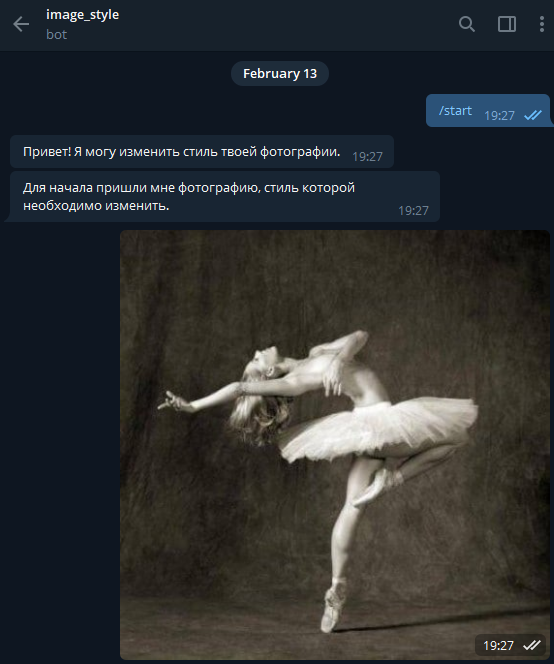 image_style
bot
February 13
/start 19:27
Привет! Я могу изменить стиль твоей фотографии. 19:27
Для начала пришли мне фотографию, стиль которой
необходимо изменить. 19:27
19:27